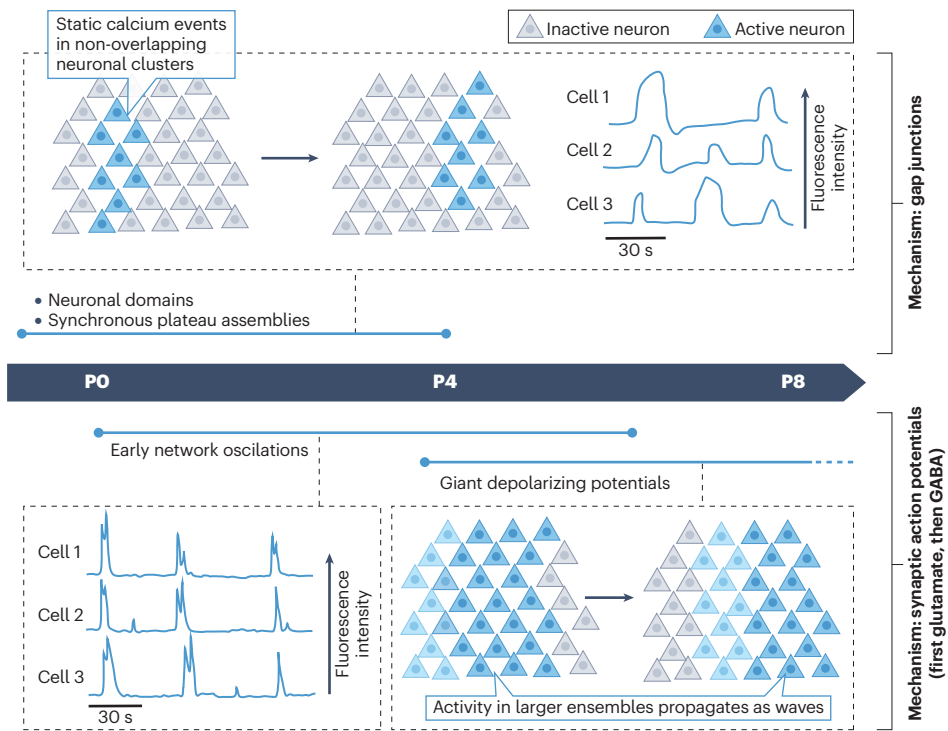 Static calcium events
in non-overlapping
neuronal clusters
Inactive neuron
Active neuron
Cell 1
Cell 2
Cell 3
30 s
Fluorescence
intensity
Mechanism: gap junctions
• Neuronal domains
• Synchronous plateau assemblies
P0
P4
P8
Early network oscilations
Giant depolarizing potentials
Cell 1
Cell 2
Cell 3
30 s
Fluorescence
intensity
Activity in larger ensembles propagates as waves
Mechanism: synaptic action potentials
(first glutamate, then GABA)